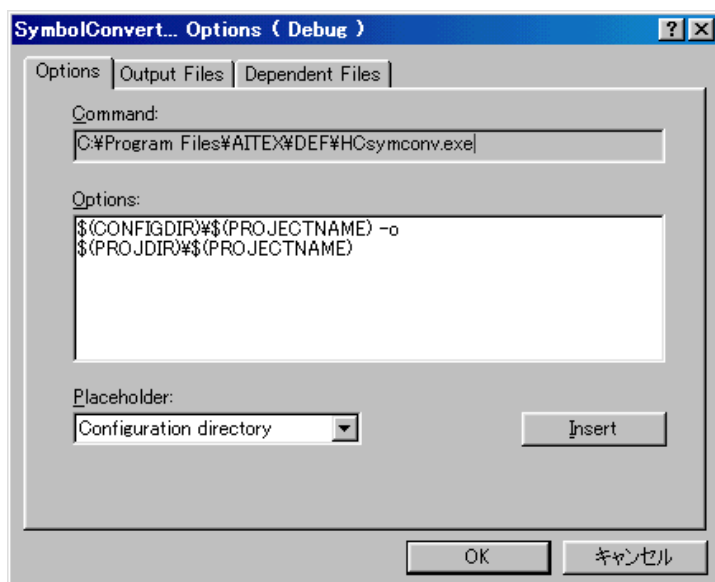 SymbolConvert... Options ( Debug )
Options
Output Files
Dependent Files
Command:
C:¥Program Files¥AITEX¥DEF¥HCsymconv.exe
Options:
$(CONFIGDIR)¥$(PROJECTNAME) -o
$(PROJDIR)¥$(PROJECTNAME)
Placeholder:
Configuration directory
Insert
OK
キャンセル